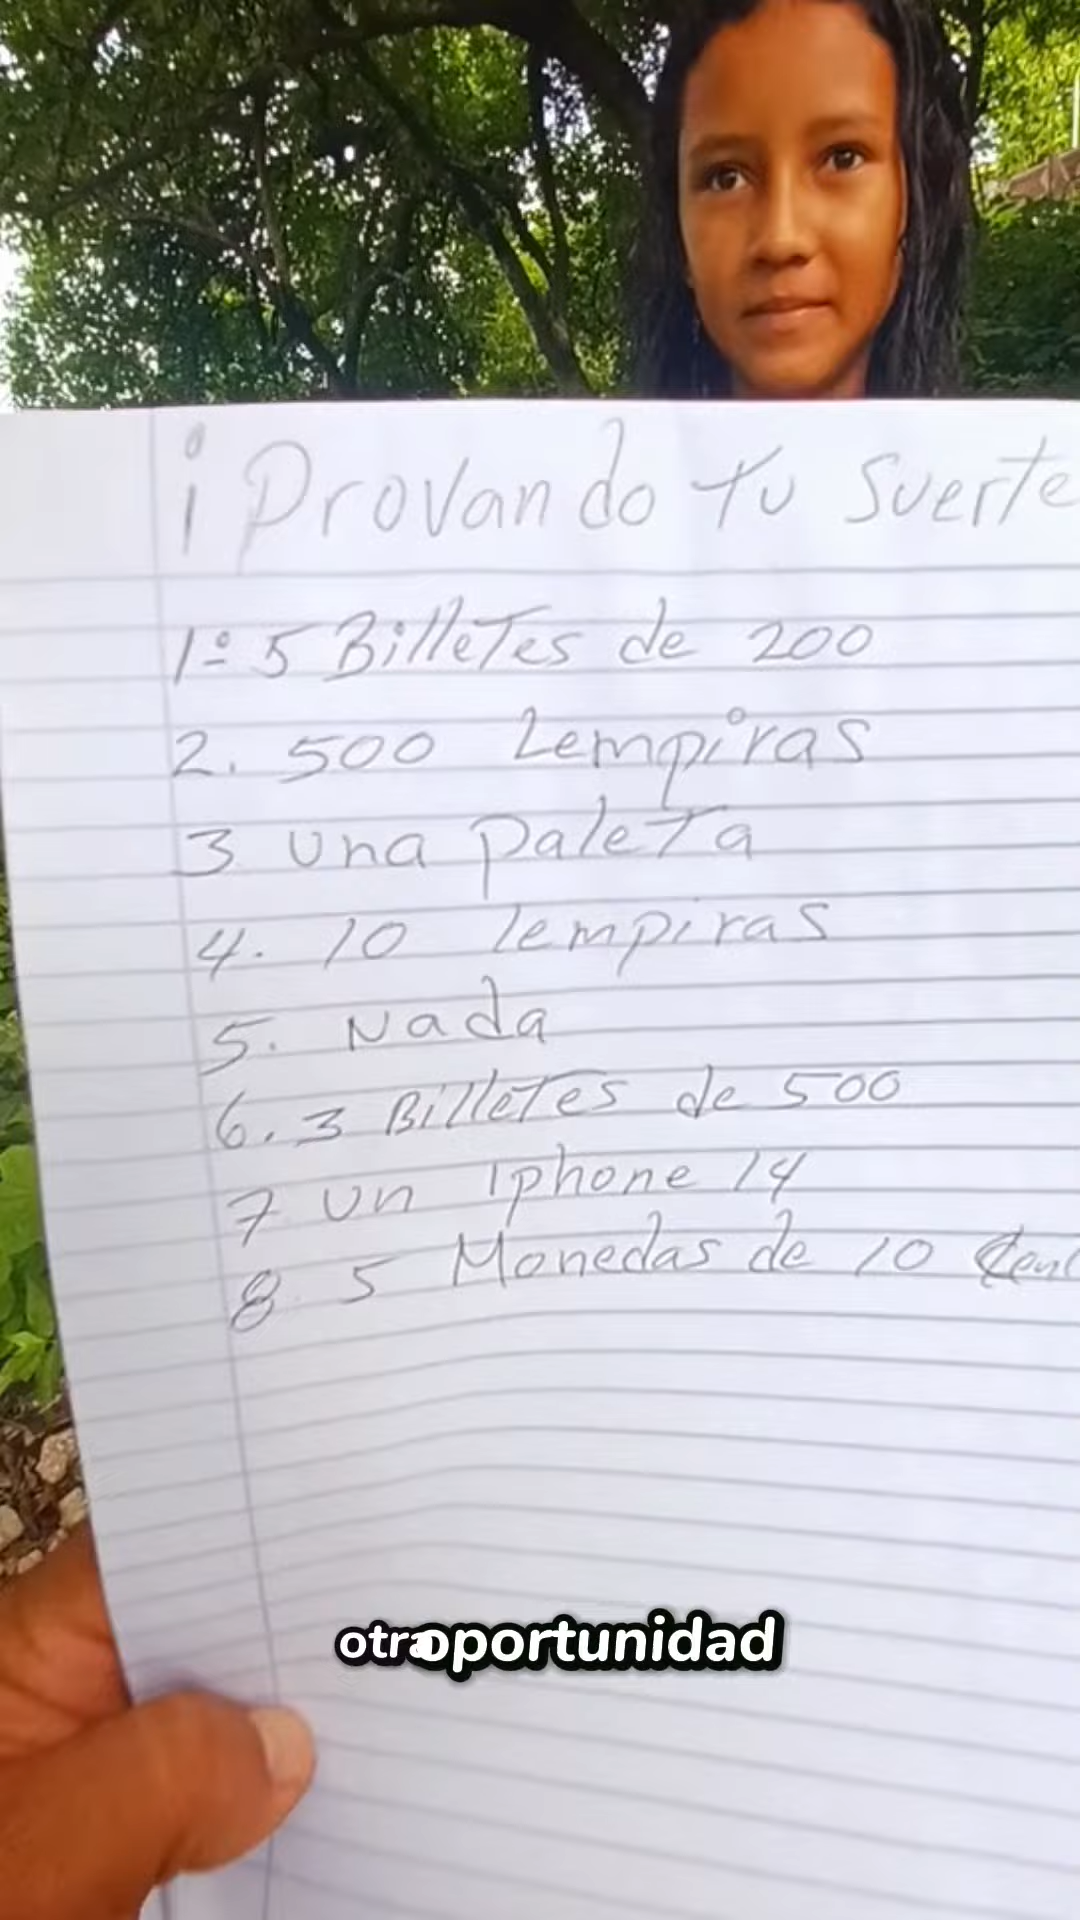 ¡Provando tu suerte
1º 5 Billetes de 200
2. 500 Lempiras
3 una paleta
4. 10 lempiras
5. Nada
6. 3 Billetes de 500
7 un Iphone 14
8. 5 Monedas de 10
otra oportunidad